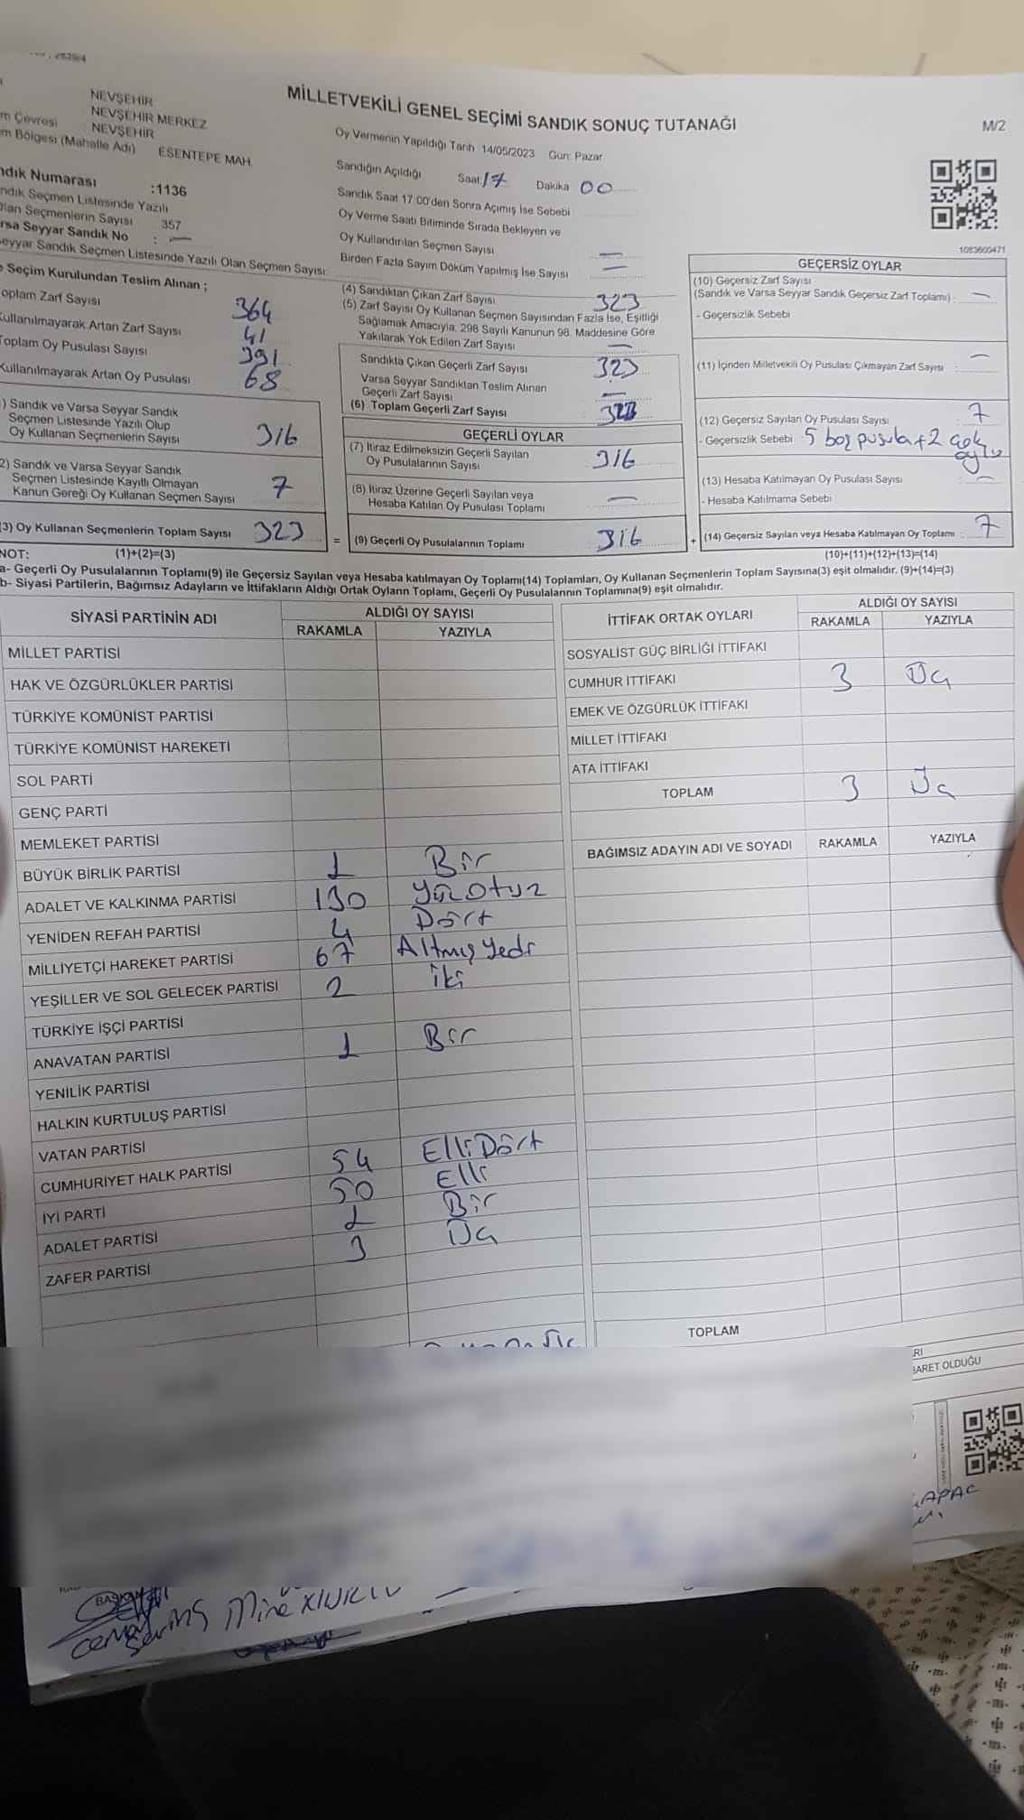 NEVŞEHİR
NEVŞEHİR MERKEZ
m Çevresi NEVŞEHİR
m Bölgesi (Mahalle Adı) ESENTEPE MAH.
MİLLETVEKİLİ GENEL SEÇİMİ SANDIK SONUÇ TUTANAĞI
M/2
ndık Numarası :1136
ndık Seçmen Listesinde Yazılı
olan Seçmenlerin Sayısı 357
arsa Seyyar Sandık No : —
eyyar Sandık Seçmen Listesinde Yazılı Olan Seçmen Sayısı:
Oy Vermenin Yapıldığı Tarih 14/05/2023 Gün: Pazar
Sandığın Açıldığı Saat: 17 Dakika 00
Sandık Saat 17:00'den Sonra Açımış İse Sebebi
Oy Verme Saati Bitiminde Sırada Bekleyen ve
Oy Kullandırılan Seçmen Sayısı —
Birden Fazla Sayım Döküm Yapılmış İse Sayısı —
1083600471
Seçim Kurulundan Teslim Alınan ;
oplam Zarf Sayısı 364
Kullanılmayarak Artan Zarf Sayısı 41
Toplam Oy Pusulası Sayısı 391
Kullanılmayarak Artan Oy Pusulası 68
) Sandık ve Varsa Seyyar Sandık
Seçmen Listesinde Yazılı Olup
Oy Kullanan Seçmenlerin Sayısı 316
2) Sandık ve Varsa Seyyar Sandık
Seçmen Listesinde Kayıtlı Olmayan
Kanun Gereği Oy Kullanan Seçmen Sayısı 7
(3) Oy Kullanan Seçmenlerin Toplam Sayısı 323 =
(4) Sandıktan Çıkan Zarf Sayısı 323
(5) Zarf Sayısı Oy Kullanan Seçmen Sayısından Fazla İse, Eşitliği
Sağlamak Amacıyla, 298 Sayılı Kanunun 98. Maddesine Göre
Yakılarak Yok Edilen Zarf Sayısı —
Sandıkta Çıkan Geçerli Zarf Sayısı 323
Varsa Seyyar Sandıktan Teslim Alınan
Geçerli Zarf Sayısı —
(6) Toplam Geçerli Zarf Sayısı 323
GEÇERLİ OYLAR
(7) İtiraz Edilmeksizin Geçerli Sayılan
Oy Pusulalarının Sayısı 316
(8) İtiraz Üzerine Geçerli Sayılan veya
Hesaba Katılan Oy Pusulası Toplamı —
(9) Geçerli Oy Pusulalarının Toplamı 316 +
GEÇERSİZ OYLAR
(10) Geçersiz Zarf Sayısı
(Sandık ve Varsa Seyyar Sandık Geçersiz Zarf Toplamı) : —
- Geçersizlik Sebebi
(11) İçinden Milletvekili Oy Pusulası Çıkmayan Zarf Sayısı : —
(12) Geçersiz Sayılan Oy Pusulası Sayısı 7
- Geçersizlik Sebebi 5 boş pusula + 2 çok
(13) Hesaba Katılmayan Oy Pusulası Sayısı —
- Hesaba Katılmama Sebebi
(14) Geçersiz Sayılan veya Hesaba Katılmayan Oy Toplamı 7
NOT: (1)+(2)=(3)
(10)+(11)+(12)+(13)=(14)
a- Geçerli Oy Pusulalarının Toplamı(9) ile Geçersiz Sayılan veya Hesaba katılmayan Oy Toplamı(14) Toplamları, Oy Kullanan Seçmenlerin Toplam Sayısına(3) eşit olmalıdır. (9)+(14)=(3)
b- Siyasi Partilerin, Bağımsız Adayların ve İttifakların Aldığı Ortak Oyların Toplamı, Geçerli Oy Pusulalarının Toplamına(9) eşit olmalıdır.
SİYASİ PARTİNİN ADI ALDIĞI OY SAYISI
RAKAMLA YAZIYLA
MİLLET PARTİSİ
HAK VE ÖZGÜRLÜKLER PARTİSİ
TÜRKİYE KOMÜNİST PARTİSİ
TÜRKİYE KOMÜNİST HAREKETİ
SOL PARTİ
GENÇ PARTİ
MEMLEKET PARTİSİ
BÜYÜK BİRLİK PARTİSİ 1 Bir
ADALET VE KALKINMA PARTİSİ 130 Yüzotuz
YENİDEN REFAH PARTİSİ 4 Dört
MİLLİYETÇİ HAREKET PARTİSİ 67 Altmışyedi
YEŞİLLER VE SOL GELECEK PARTİSİ 2 İki
TÜRKİYE İŞÇİ PARTİSİ
ANAVATAN PARTİSİ 1 Bir
YENİLİK PARTİSİ
HALKIN KURTULUŞ PARTİSİ
VATAN PARTİSİ
CUMHURİYET HALK PARTİSİ 54 ElliDört
İYİ PARTİ 50 Elli
ADALET PARTİSİ 1 Bir
ZAFER PARTİSİ 3 Üç
İTTİFAK ORTAK OYLARI ALDIĞI OY SAYISI
RAKAMLA YAZIYLA
SOSYALİST GÜÇ BİRLİĞİ İTTİFAKI
CUMHUR İTTİFAKI 3 Üç
EMEK VE ÖZGÜRLÜK İTTİFAKI
MİLLET İTTİFAKI
ATA İTTİFAKI
TOPLAM 3 Üç
BAĞIMSIZ ADAYIN ADI VE SOYADI RAKAMLA YAZIYLA
TOPLAM
BARET OLDUĞU
Mine